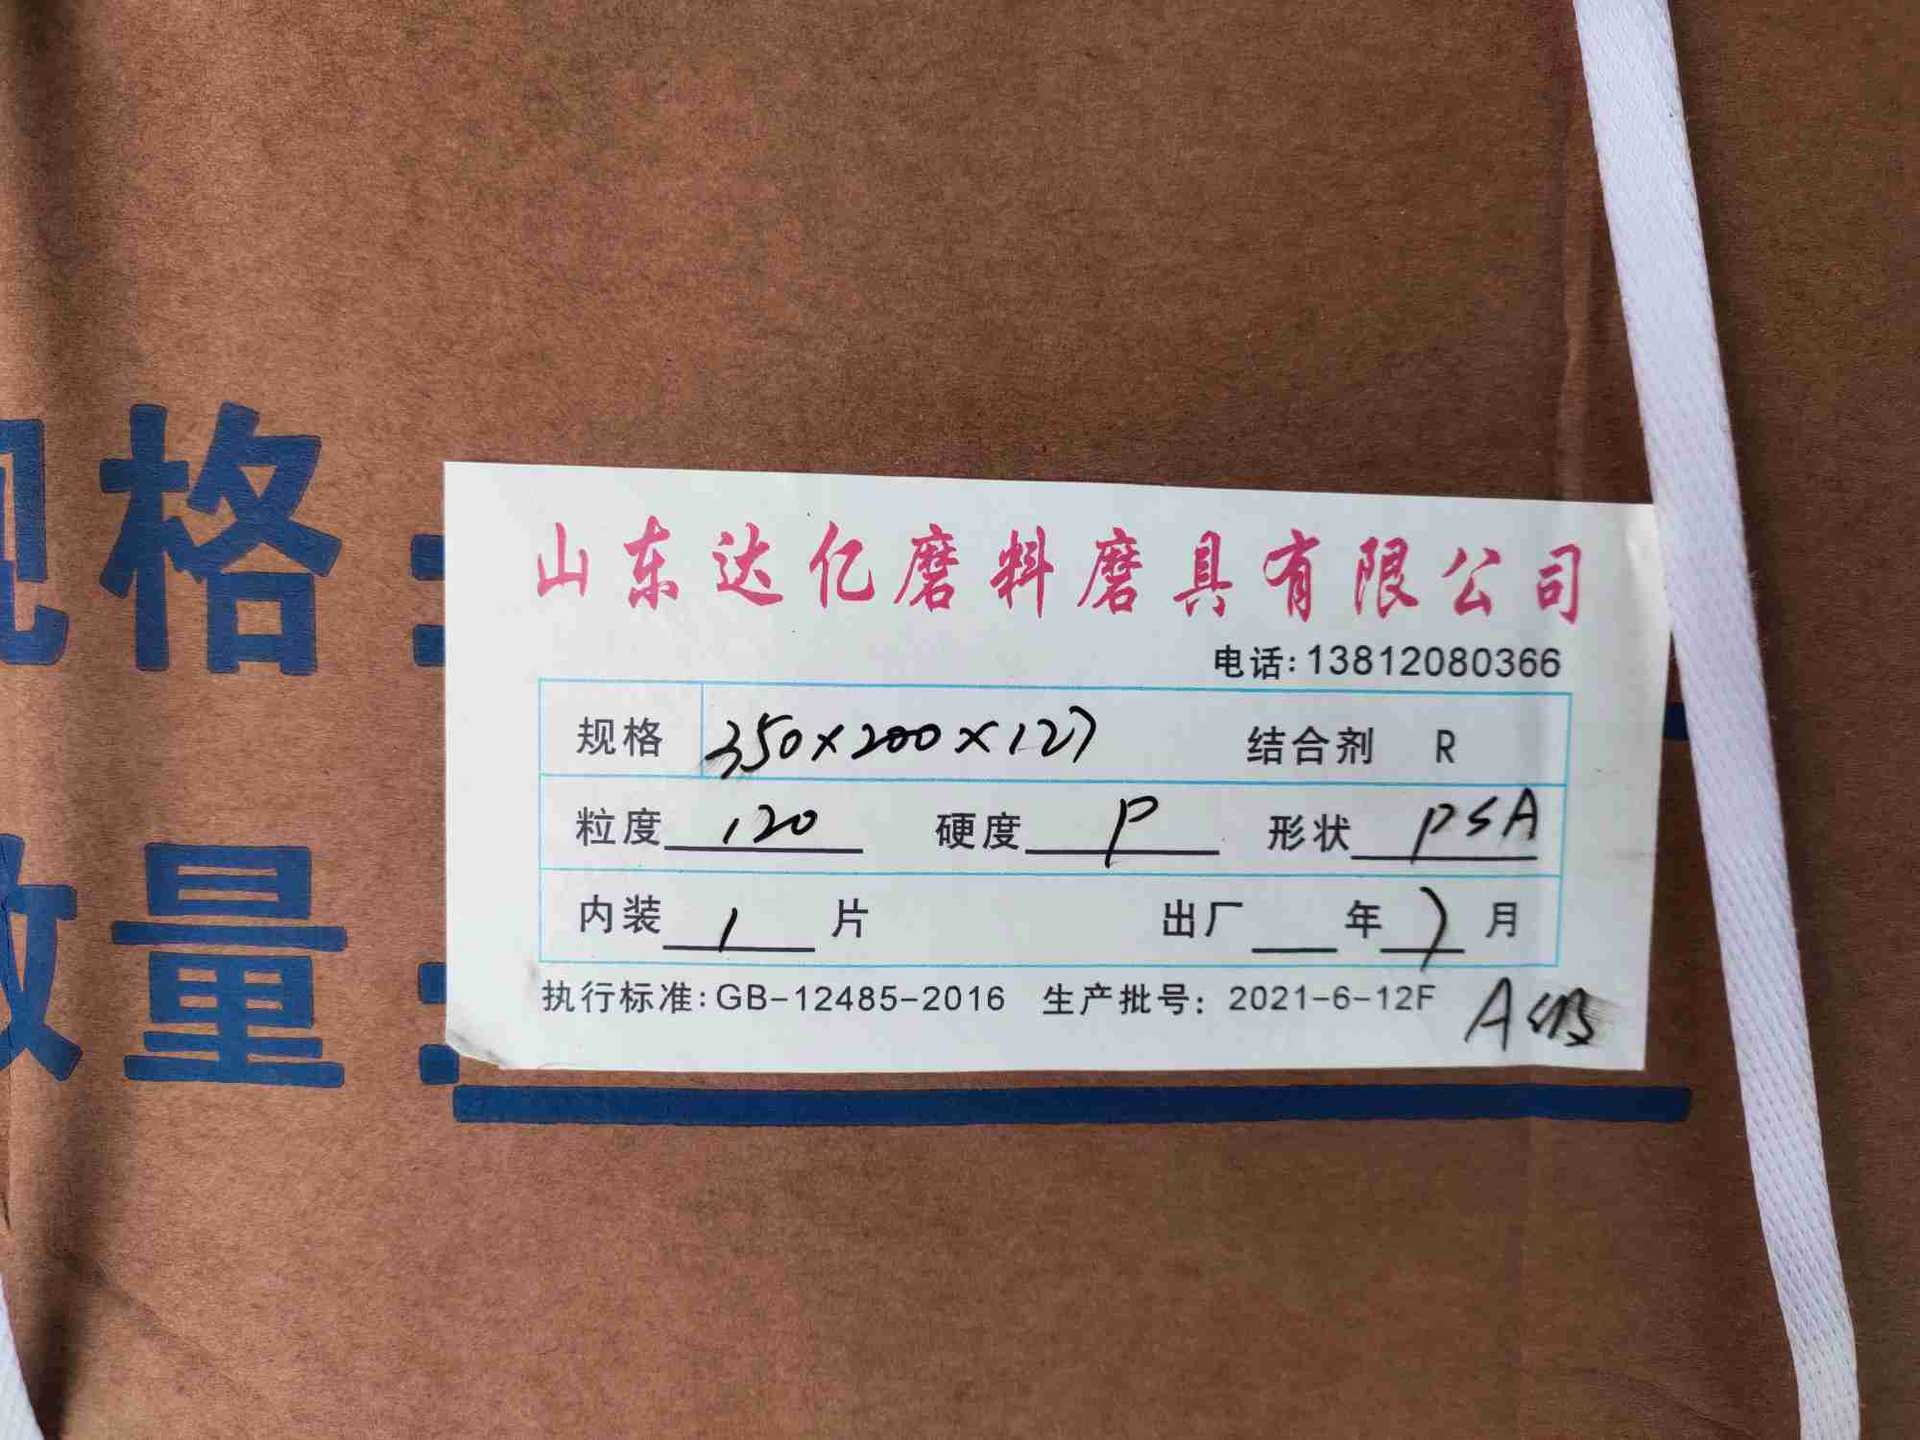 规格：
数量：
山东达亿磨料磨具有限公司
电话:13812080366
规格 350×200×127 结合剂 R
粒度 120 硬度 P 形状 PSA
内装 1 片 出厂 年 7 月
执行标准:GB-12485-2016 生产批号: 2021-6-12F A级